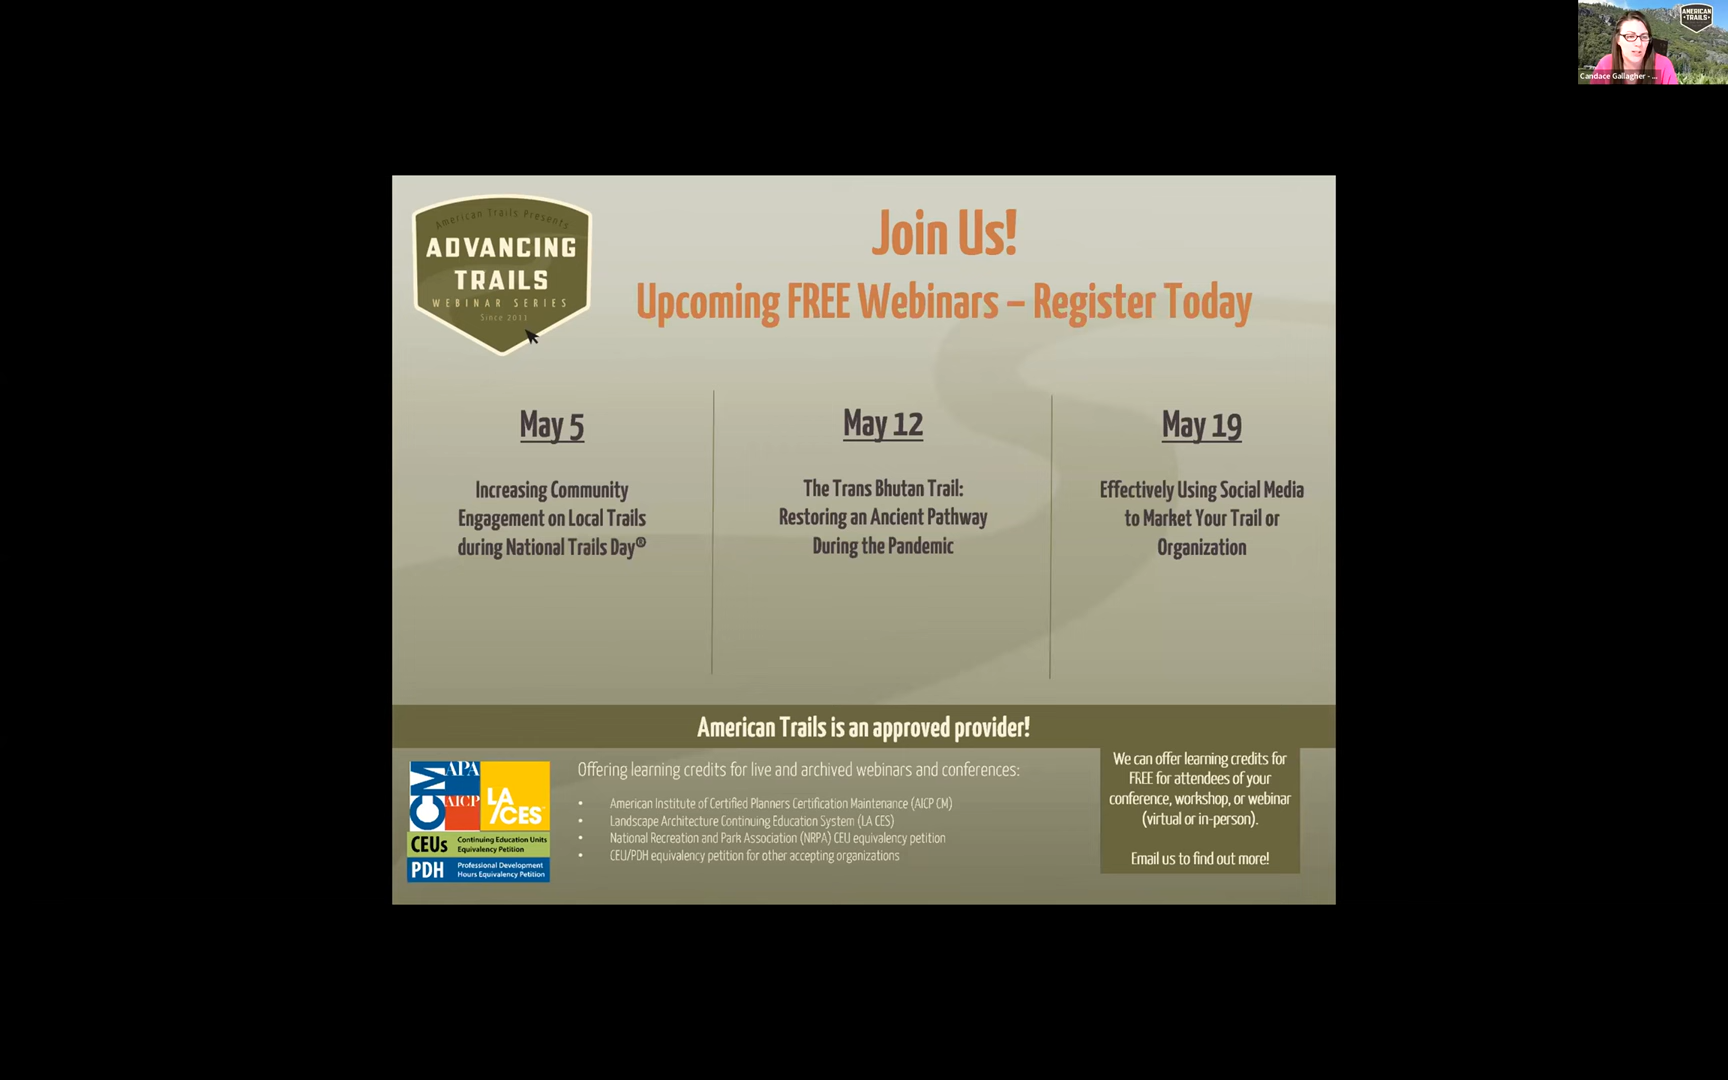 AMERICAN
TRAILS
Candace Gallagher - ...
American Trails Presents
ADVANCING
TRAILS
WEBINAR SERIES
Since 2011
Join Us!
Upcoming FREE Webinars – Register Today
May 5
Increasing Community
Engagement on Local Trails
during National Trails Day®
May 12
The Trans Bhutan Trail:
Restoring an Ancient Pathway
During the Pandemic
May 19
Effectively Using Social Media
to Market Your Trail or
Organization
American Trails is an approved provider!
CM
APA
AICP
LA
/CES™
CEUs
Continuing Education Units
Equivalency Petition
PDH
Professional Development
Hours Equivalency Petition
Offering learning credits for live and archived webinars and conferences:
• American Institute of Certified Planners Certification Maintenance (AICP CM)
• Landscape Architecture Continuing Education System (LA CES)
• National Recreation and Park Association (NRPA) CEU equivalency petition
• CEU/PDH equivalency petition for other accepting organizations
We can offer learning credits for
FREE for attendees of your
conference, workshop, or webinar
(virtual or in-person).
Email us to find out more!